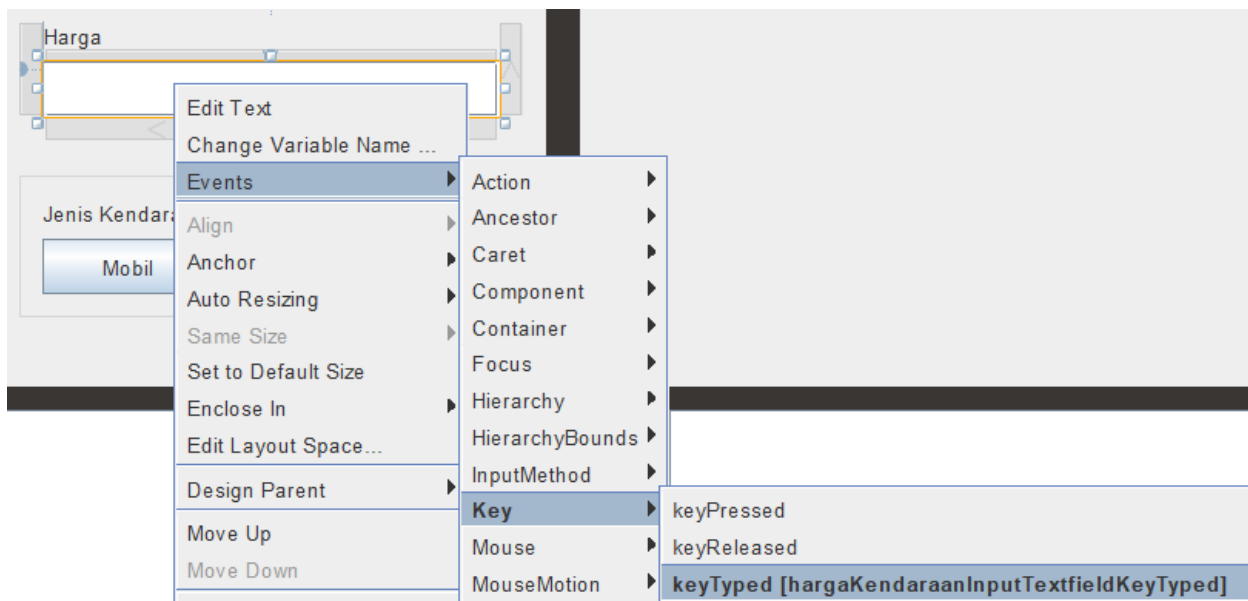 Harga
Edit Text
Change Variable Name ...
Events
Align
Anchor
Auto Resizing
Same Size
Set to Default Size
Enclose In
Edit Layout Space...
Design Parent
Move Up
Move Down
Jenis Kendar
Mobil
Action
Ancestor
Caret
Component
Container
Focus
Hierarchy
HierarchyBounds
InputMethod
Key
Mouse
MouseMotion
keyPressed
keyReleased
keyTyped [hargaKendaraanInputTextfieldKeyTyped]